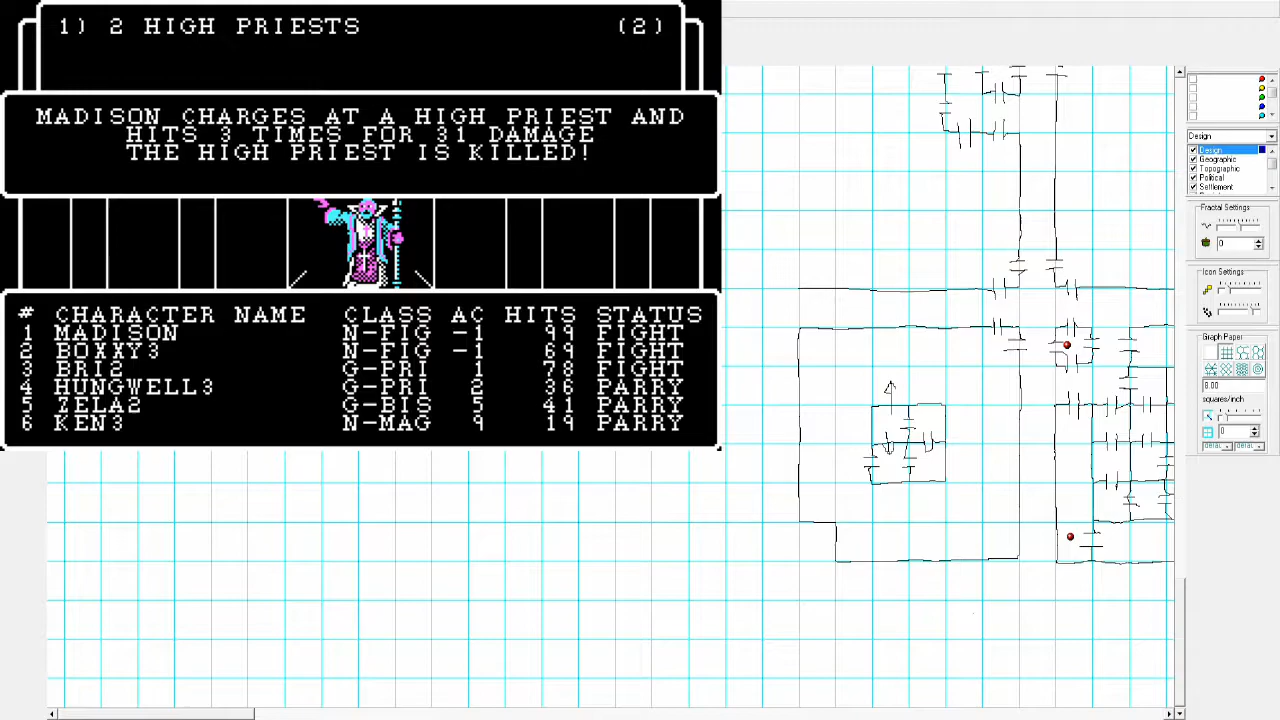 1) 2 HIGH PRIESTS (2)
MADISON CHARGES AT A HIGH PRIEST AND
HITS 3 TIMES FOR 31 DAMAGE
THE HIGH PRIEST IS KILLED!
# CHARACTER NAME CLASS AC HITS STATUS
1 MADISON N-FIG -1 99 FIGHT
2 BOXXY3 N-FIG -1 69 FIGHT
3 BRI2 G-PRI 1 78 FIGHT
4 HUNGWELL3 G-PRI 2 36 PARRY
5 ZELA2 G-BIS 5 41 PARRY
6 KEN3 N-MAG 9 19 PARRY
Design
Design
Geographic
Topographic
Political
Settlement
Fractal Settings
0
Icon Settings
Graph Paper
8.00
squares/inch
0